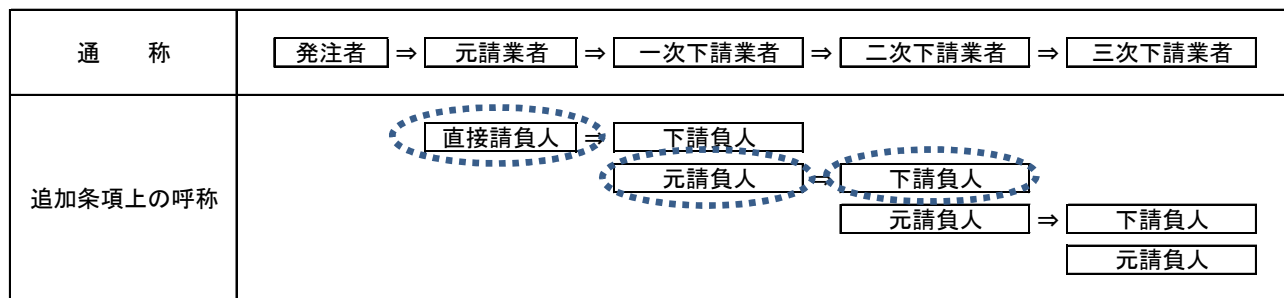 通　　称 発注者 ⇒ 元請業者 ⇒ 一次下請業者 ⇒ 二次下請業者 ⇒ 三次下請業者
直接請負人 ⇒ 下請負人
元請負人 ⇒ 下請負人
追加条項上の呼称
元請負人 ⇒ 下請負人
元請負人